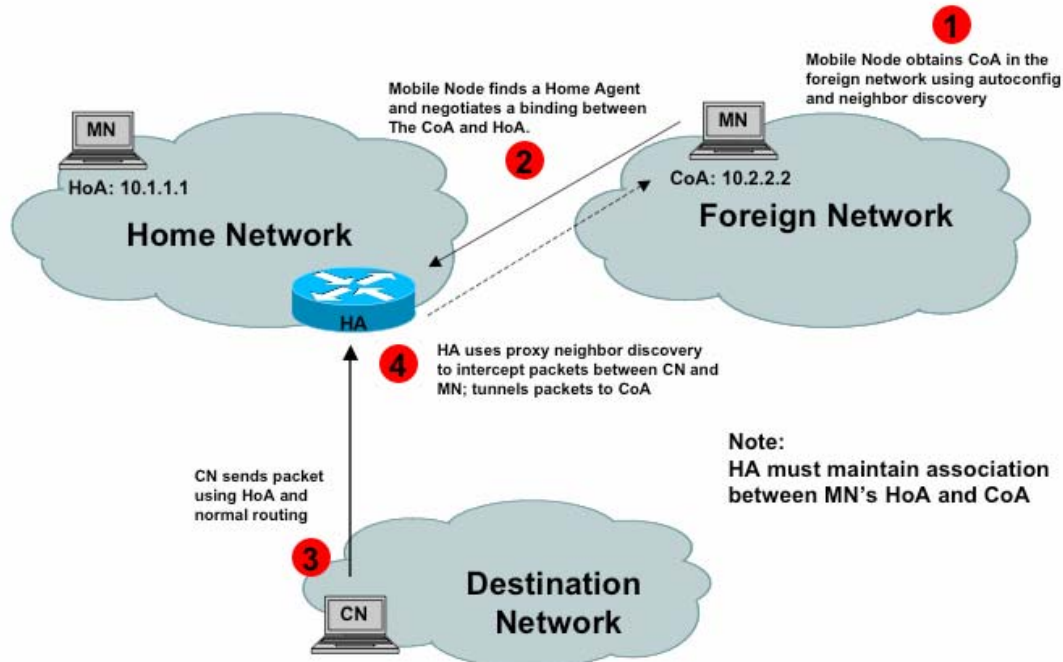 1
Mobile Node obtains CoA in the
foreign network using autoconfig
and neighbor discovery
Mobile Node finds a Home Agent
and negotiates a binding between
The CoA and HoA.
2
MN
HoA: 10.1.1.1
Home Network
MN
CoA: 10.2.2.2
Foreign Network
HA
4
HA uses proxy neighbor discovery
to intercept packets between CN and
MN; tunnels packets to CoA
Note:
HA must maintain association
between MN's HoA and CoA
CN sends packet
using HoA and
normal routing
3
CN
Destination
Network